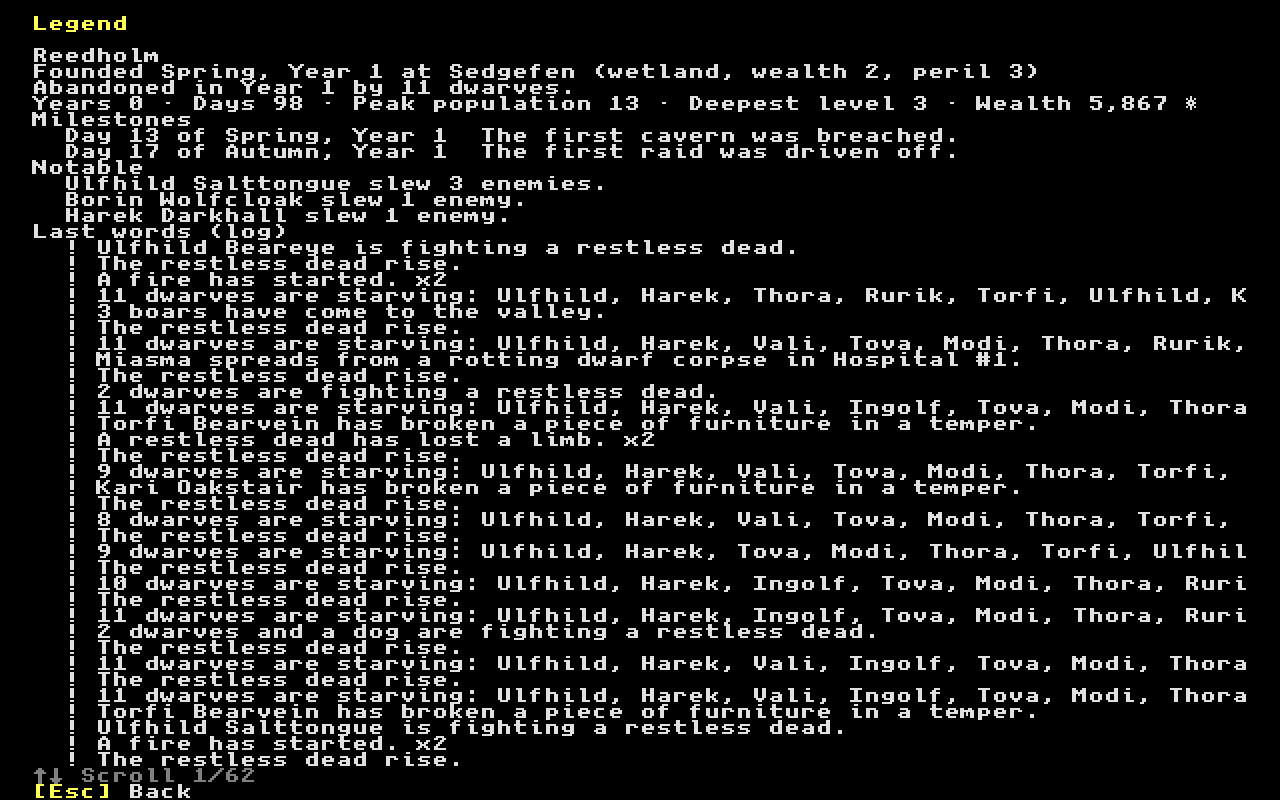 Legend
Reedholm
Founded Spring, Year 1 at Sedgefen (wetland, wealth 2, peril 3)
Abandoned in Year 1 by 11 dwarves.
Years 0 · Days 98 · Peak population 13 · Deepest level 3 · Wealth 5,867 *
Milestones
Day 13 of Spring, Year 1  The first cavern was breached.
Day 17 of Autumn, Year 1  The first raid was driven off.
Notable
Ulfhild Salttongue slew 3 enemies.
Borin Wolfcloak slew 1 enemy.
Harek Darkhall slew 1 enemy.
Last words (log)
! Ulfhild Beareye is fighting a restless dead.
! The restless dead rise.
! A fire has started. x2
! 11 dwarves are starving: Ulfhild, Harek, Thora, Rurik, Torfi, Ulfhild, K
! 3 boars have come to the valley.
! The restless dead rise.
! 11 dwarves are starving: Ulfhild, Harek, Vali, Tova, Modi, Thora, Rurik,
! Miasma spreads from a rotting dwarf corpse in Hospital #1.
! The restless dead rise.
! 2 dwarves are fighting a restless dead.
! 11 dwarves are starving: Ulfhild, Harek, Vali, Ingolf, Tova, Modi, Thora
! Torfi Bearvein has broken a piece of furniture in a temper.
! A restless dead has lost a limb. x2
! The restless dead rise.
! 9 dwarves are starving: Ulfhild, Harek, Vali, Tova, Modi, Thora, Torfi,
! Kari Oakstair has broken a piece of furniture in a temper.
! The restless dead rise.
! 8 dwarves are starving: Ulfhild, Harek, Vali, Tova, Modi, Thora, Torfi,
! The restless dead rise.
! 9 dwarves are starving: Ulfhild, Harek, Tova, Modi, Thora, Torfi, Ulfhil
! The restless dead rise.
! 10 dwarves are starving: Ulfhild, Harek, Ingolf, Tova, Modi, Thora, Ruri
! The restless dead rise.
! 11 dwarves are starving: Ulfhild, Harek, Ingolf, Tova, Modi, Thora, Ruri
! 2 dwarves and a dog are fighting a restless dead.
! The restless dead rise.
! 11 dwarves are starving: Ulfhild, Harek, Vali, Ingolf, Tova, Modi, Thora
! The restless dead rise.
! 11 dwarves are starving: Ulfhild, Harek, Vali, Ingolf, Tova, Modi, Thora
! Torfi Bearvein has broken a piece of furniture in a temper.
! Ulfhild Salttongue is fighting a restless dead.
! A fire has started. x2
! The restless dead rise.
↑↓ Scroll 1/62
[Esc] Back